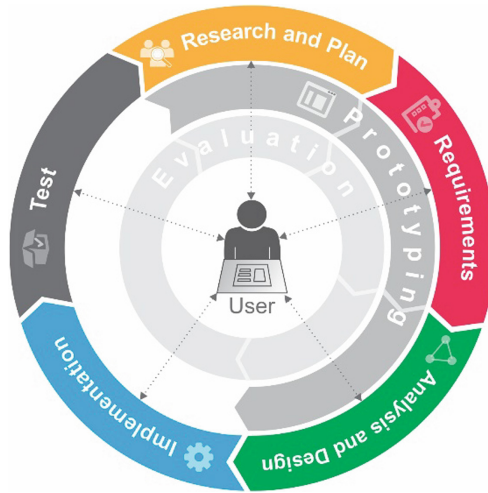 Research and Plan
Requirements
Analysis and Design
Implementation
Test
Prototyping
Evaluation
User